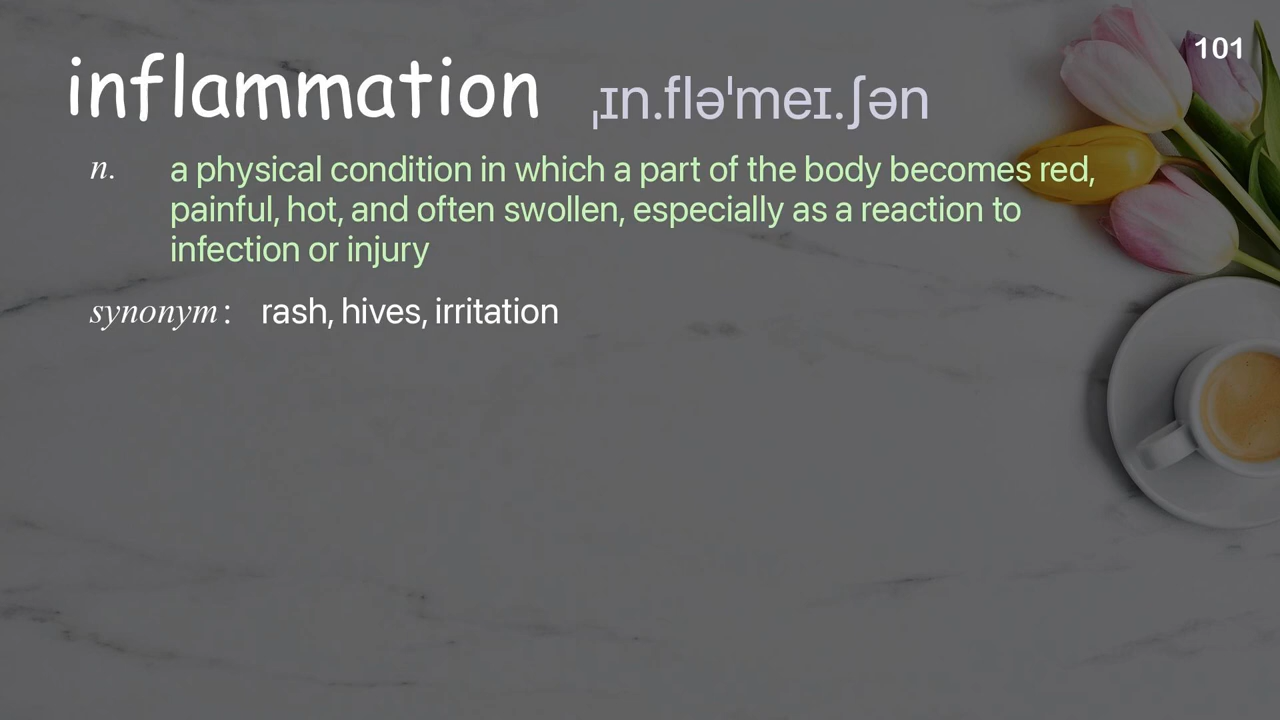 101
inflammation ˌɪn.fləˈmeɪ.ʃən
n. a physical condition in which a part of the body becomes red,
painful, hot, and often swollen, especially as a reaction to
infection or injury
synonym: rash, hives, irritation